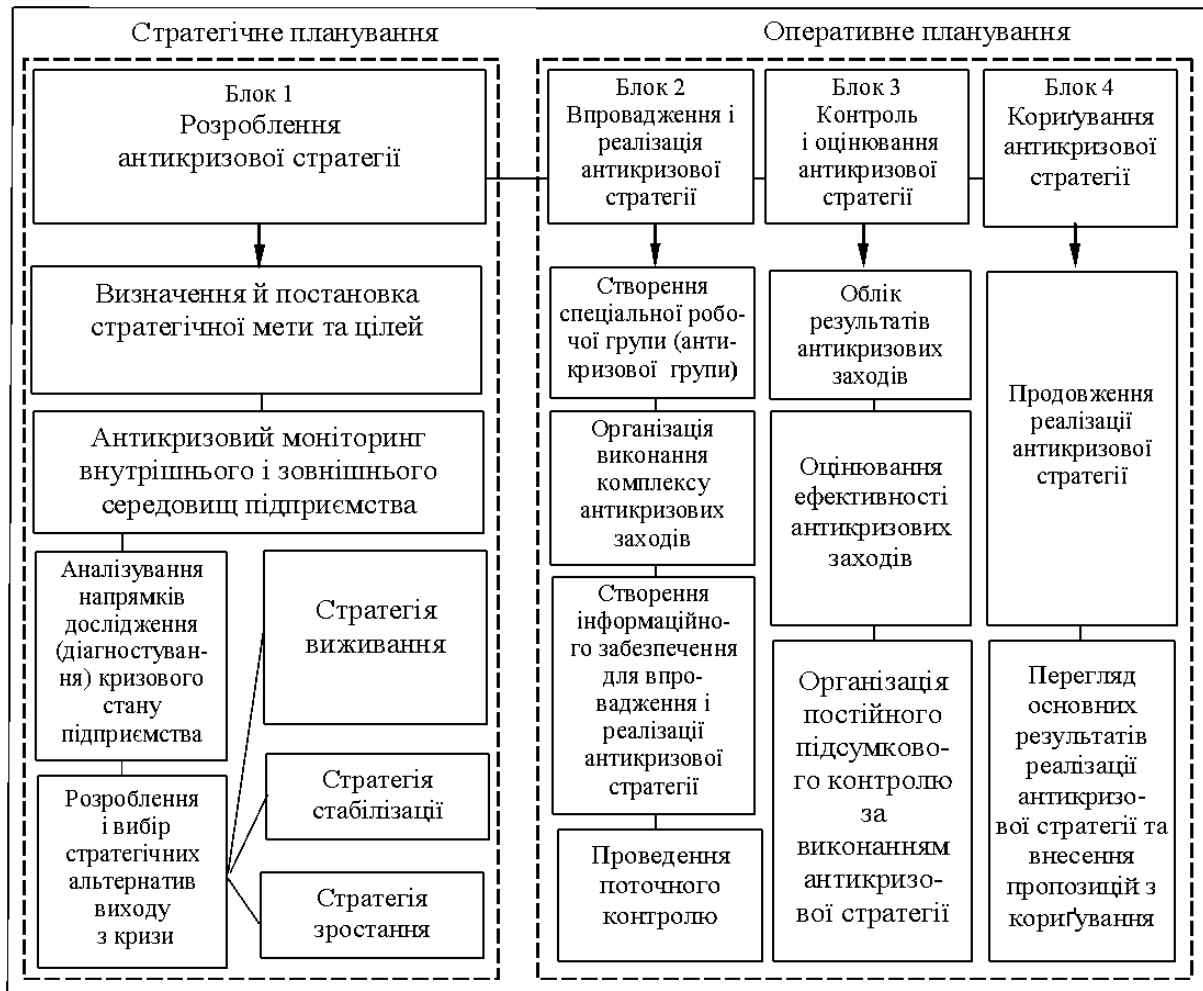 Стратегічне планування
Оперативне планування
Блок 1
Розроблення
антикризової стратегії
Блок 2
Впровадження і
реалізація
антикризової
стратегії
Блок 3
Контроль
і оцінювання
антикризової
стратегії
Блок 4
Кориґування
антикризової
стратегії
Визначення й постановка
стратегічної мети та цілей
Антикризовий моніторинг
внутрішнього і зовнішнього
середовищ підприємства
Аналізування
напрямків
дослідження
(діагностуван-
ня) кризового
стану
підприємства
Розроблення
і вибір
стратегічних
альтернатив
виходу
з кризи
Стратегія
виживання
Стратегія
стабілізації
Стратегія
зростання
Створення
спеціальної робо-
чої групи (анти-
кризової групи)
Організація
виконання
комплексу
антикризових
заходів
Створення
інформаційно-
го забезпечення
для впро-
вадження і
реалізації
антикризової
стратегії
Проведення
поточного
контролю
Облік
результатів
антикризових
заходів
Оцінювання
ефективності
антикризових
заходів
Організація
постійного
підсумково-
го контролю
за
виконанням
антикризо-
вої стратегії
Продовження
реалізації
антикризової
стратегії
Перегляд
основних
результатів
реалізації
антикризо-
вої стратегії та
внесення
пропозицій з
кориґування